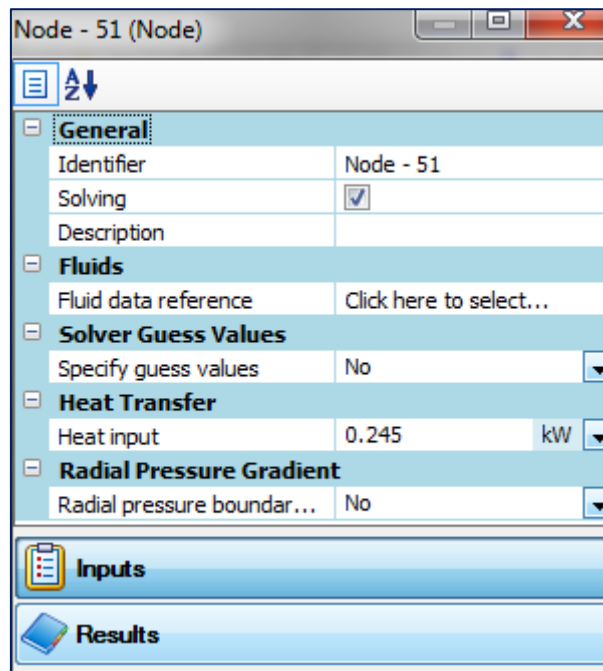 Node - 51 (Node)
A Z
General
Identifier Node - 51
Solving
Description
Fluids
Fluid data reference Click here to select...
Solver Guess Values
Specify guess values No
Heat Transfer
Heat input 0.245 kW
Radial Pressure Gradient
Radial pressure boundar... No
Inputs
Results